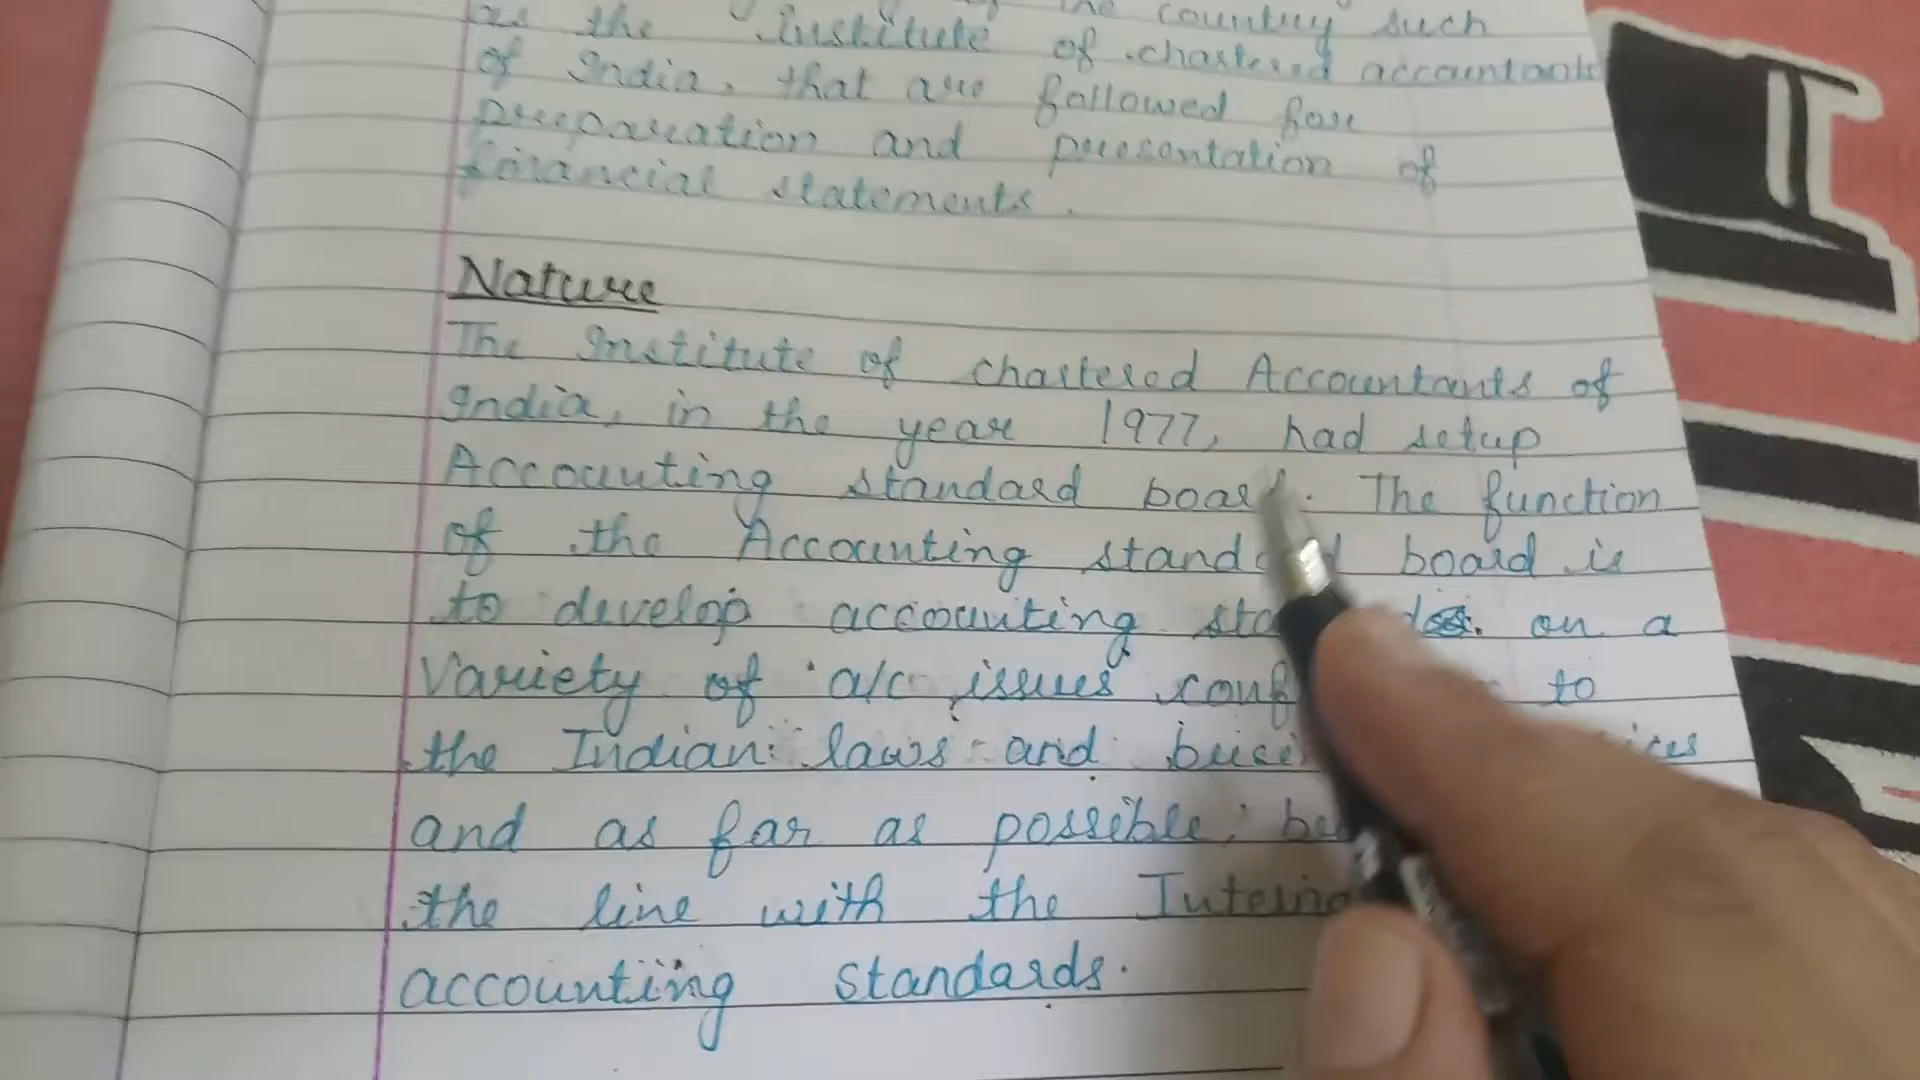 the country such
as the institute of chartered accountants
of India, that are followed for
preparation and presentation of
financial statements.
Nature
The Institute of chartered Accountants of
India, in the year 1977, had setup
Accounting standard board. The function
of the Accounting stand board is
to develop accounting on a
Variety of a/c issues to
the Indian laws and
and as far as possible,
the line with the
accounting standards.